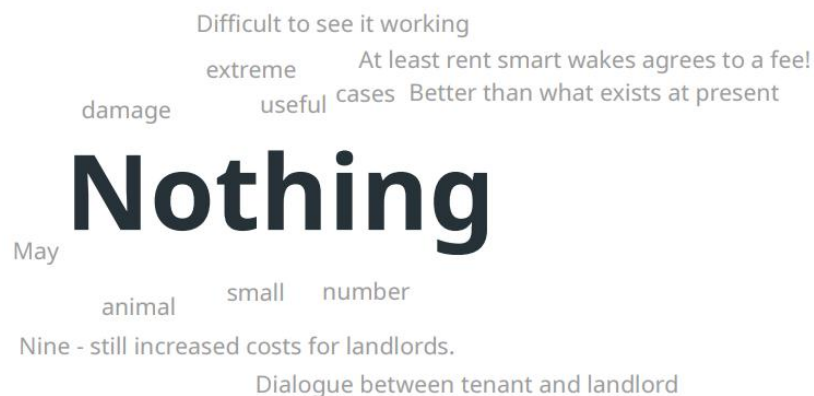 Difficult to see it working
At least rent smart wakes agrees to a fee!
extreme
cases Better than what exists at present
useful
damage
Nothing
May
small number
animal
Nine - still increased costs for landlords.
Dialogue between tenant and landlord